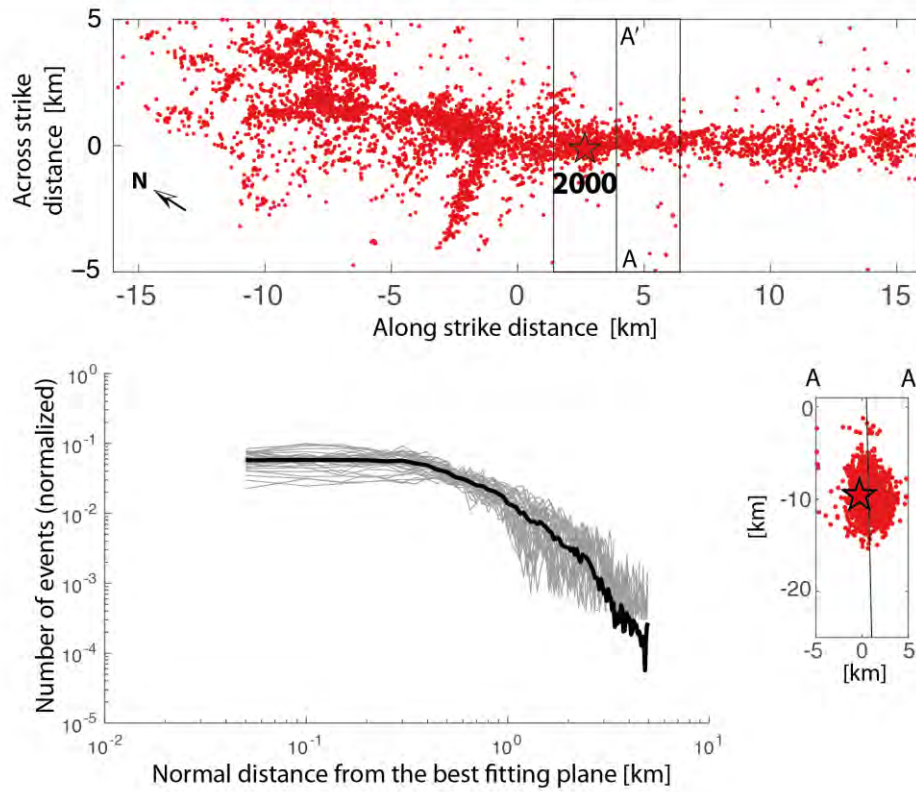 5
0
−5
Across strike
distance [km]
A′
N
2000
A
-15
-10
-5
0
5
10
15
Along strike distance [km]
10⁰
10⁻¹
10⁻²
10⁻³
10⁻⁴
10⁻⁵
Number of events (normalized)
10⁻²
10⁻¹
10⁰
10¹
Normal distance from the best fitting plane [km]
A
A
0
-10
-20
[km]
-5
0
5
[km]